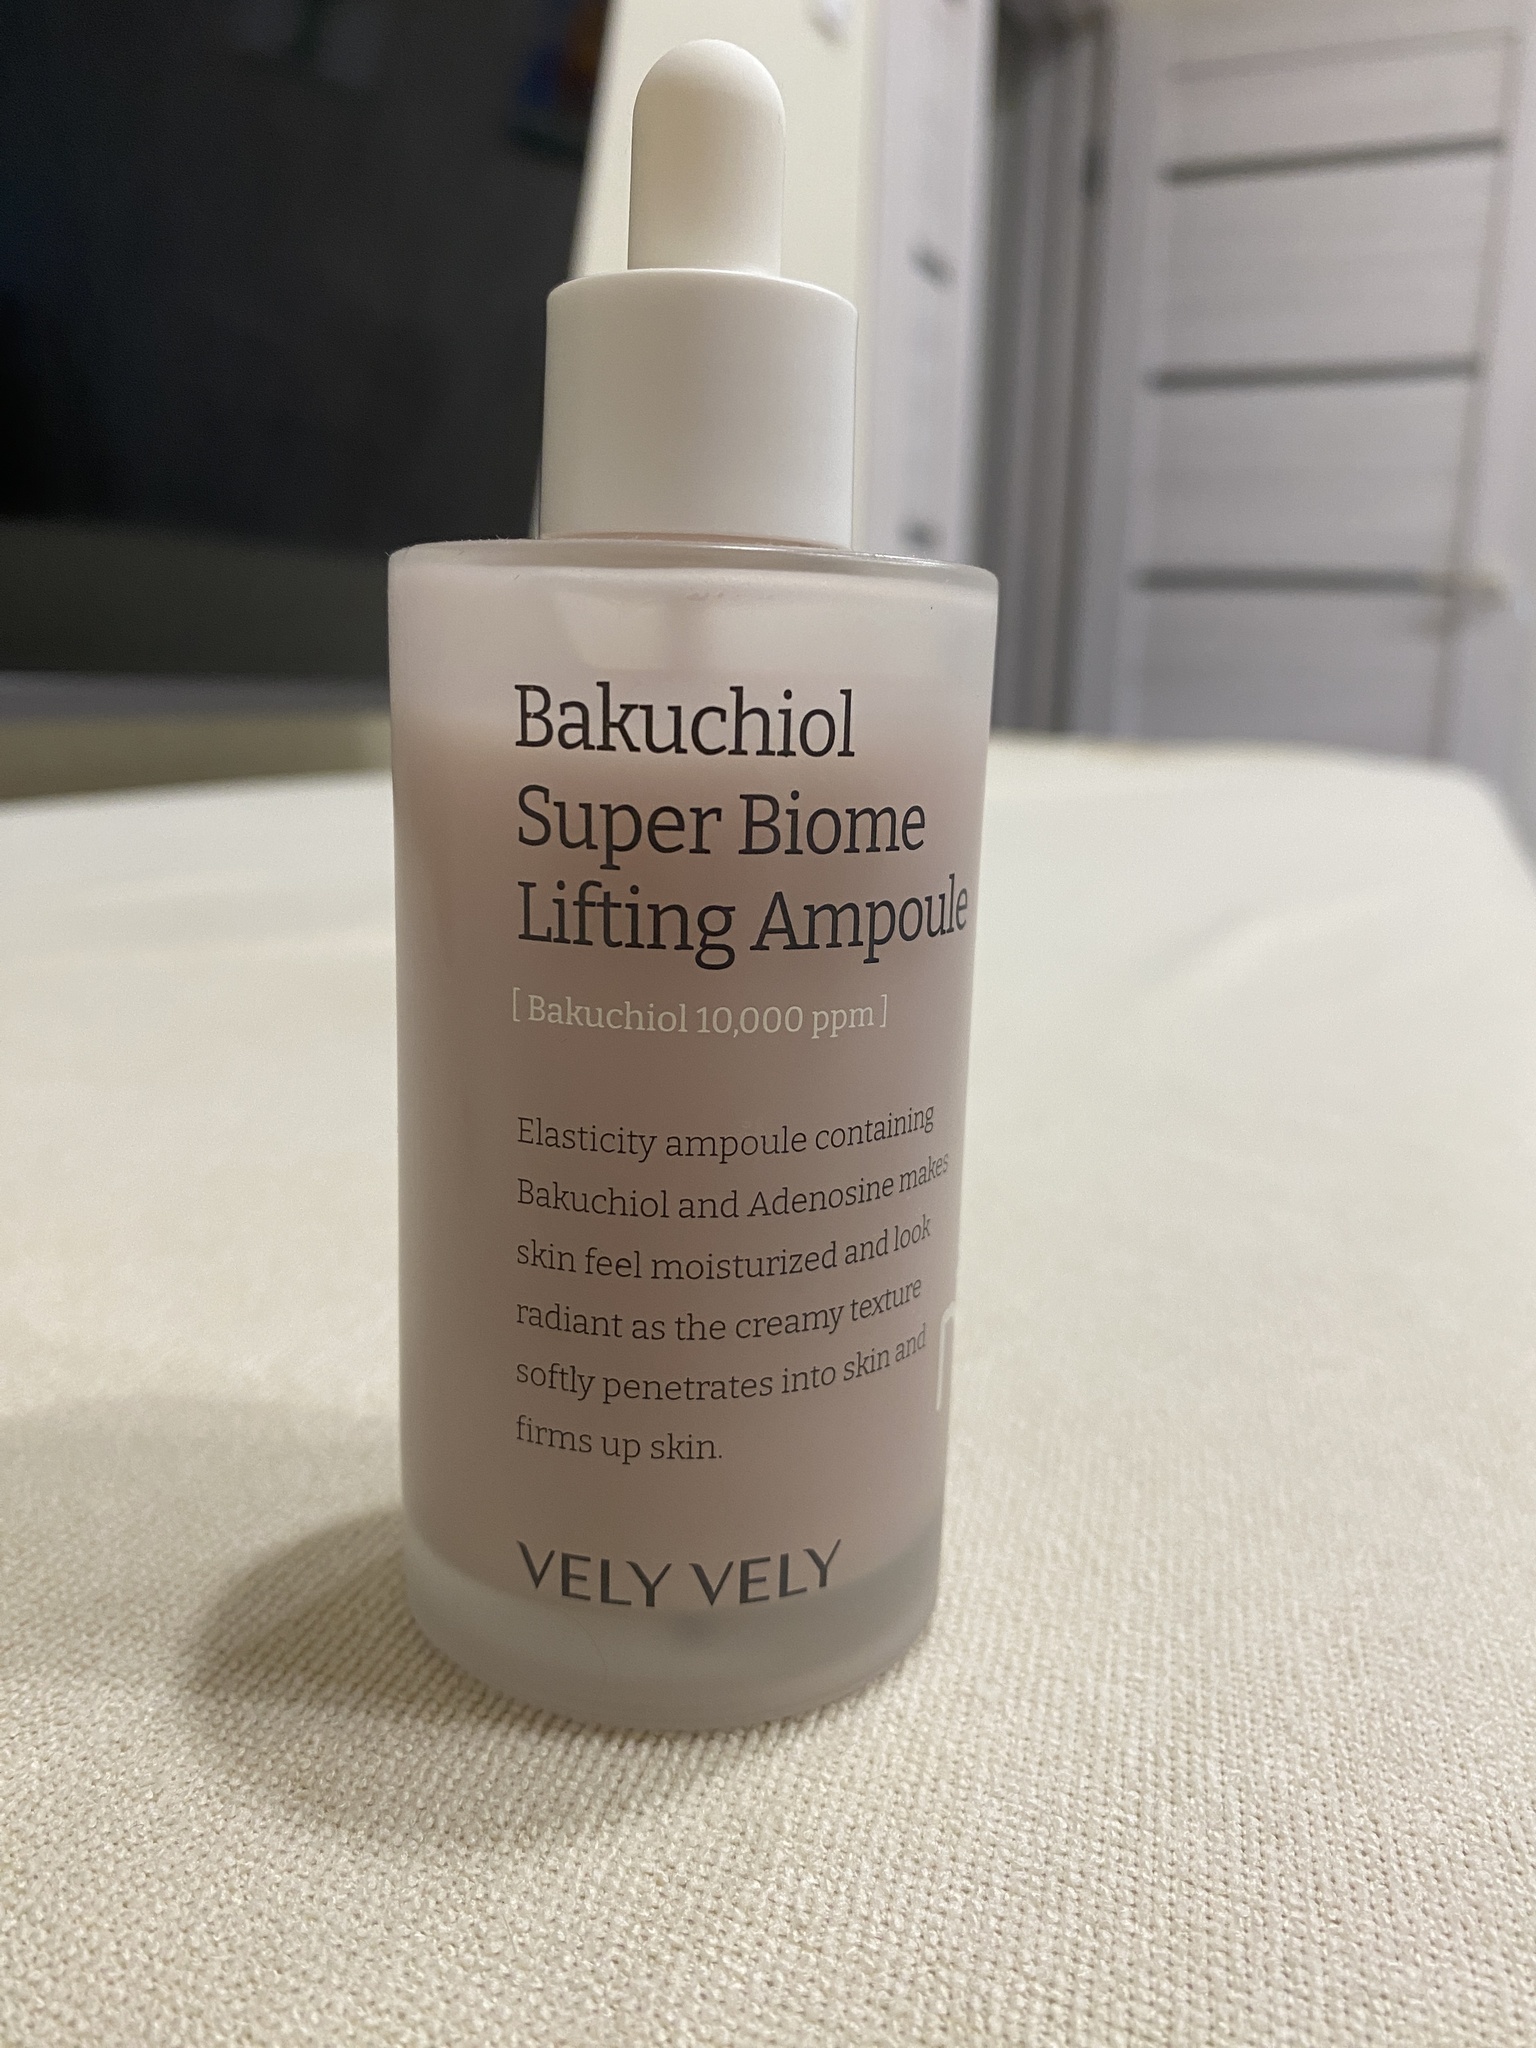 Bakuchiol
Super Biome
Lifting Ampoule
[ Bakuchiol 10,000 ppm ]
Elasticity ampoule containing
Bakuchiol and Adenosine makes
skin feel moisturized and look
radiant as the creamy texture
softly penetrates into skin and
firms up skin.
VELY VELY